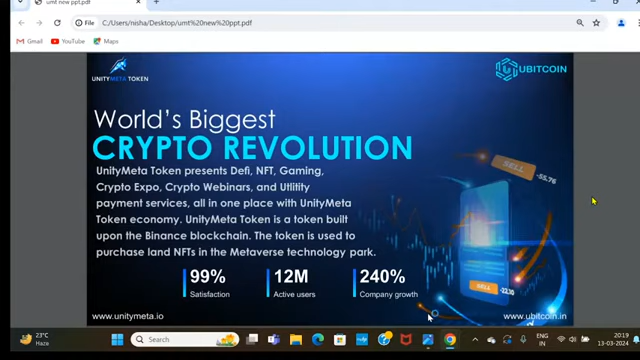 umt new ppt.pdf
File
C:/Users/nisha/Desktop/umt%20new%20ppt.pdf
Gmail YouTube Maps
UNITYMETA TOKEN
UBITCOIN
World's Biggest
CRYPTO REVOLUTION
UnityMeta Token presents Defi, NFT, Gaming,
Crypto Expo, Crypto Webinars, and Utlitity
payment services, all in one place with UnityMeta
Token economy. UnityMeta Token is a token built
upon the Binance blockchain. The token is used to
purchase land NFTs in the Metaverse technology park.
SELL
-55.76
SELL
-22.10
99% 12M 240%
Satisfaction Active users Company growth
www.unitymeta.io
www.ubitcoin.in
23°C
Haze
Search
ENG
IN
20:19
13-03-2024